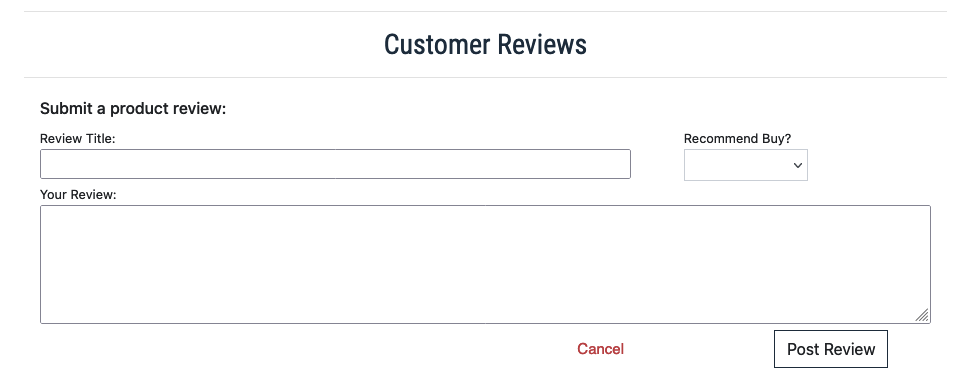 Customer Reviews
Submit a product review:
Review Title:
Recommend Buy?
Your Review:
Cancel
Post Review